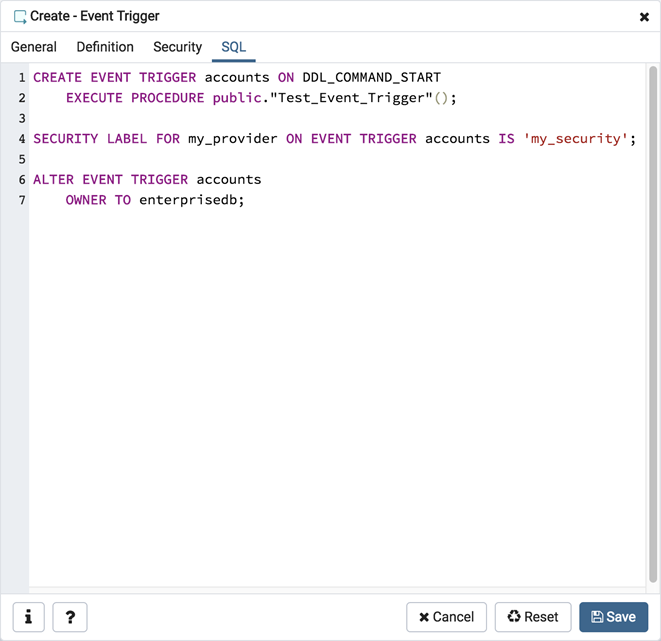 Create - Event Trigger
General Definition Security SQL
1 CREATE EVENT TRIGGER accounts ON DDL_COMMAND_START
2 EXECUTE PROCEDURE public."Test_Event_Trigger"();
3
4 SECURITY LABEL FOR my_provider ON EVENT TRIGGER accounts IS 'my_security';
5
6 ALTER EVENT TRIGGER accounts
7 OWNER TO enterprisedb;
i ? Cancel Reset Save